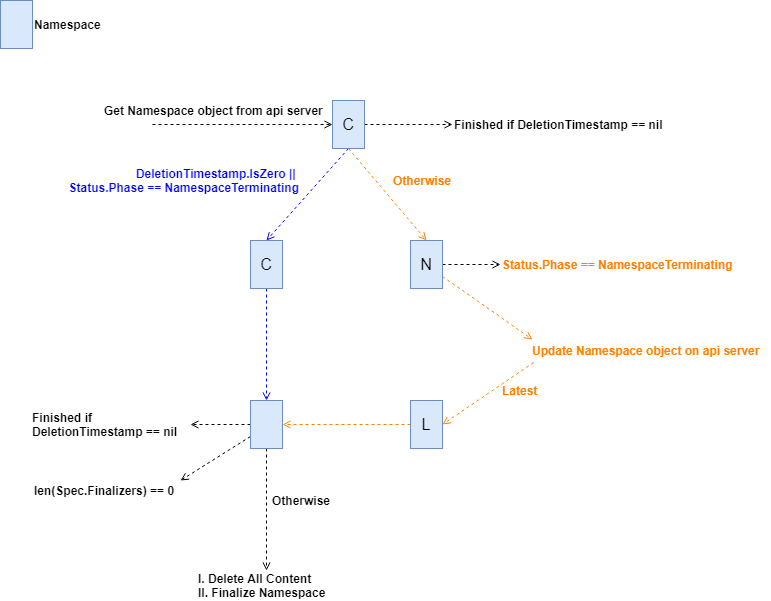 Namespace
Get Namespace object from api server
C
Finished if DeletionTimestamp == nil
DeletionTimestamp.IsZero ||
Status.Phase == NamespaceTerminating
Otherwise
C
N
Status.Phase == NamespaceTerminating
Update Namespace object on api server
Latest
Finished if
DeletionTimestamp == nil
L
len(Spec.Finalizers) == 0
Otherwise
I. Delete All Content
II. Finalize Namespace